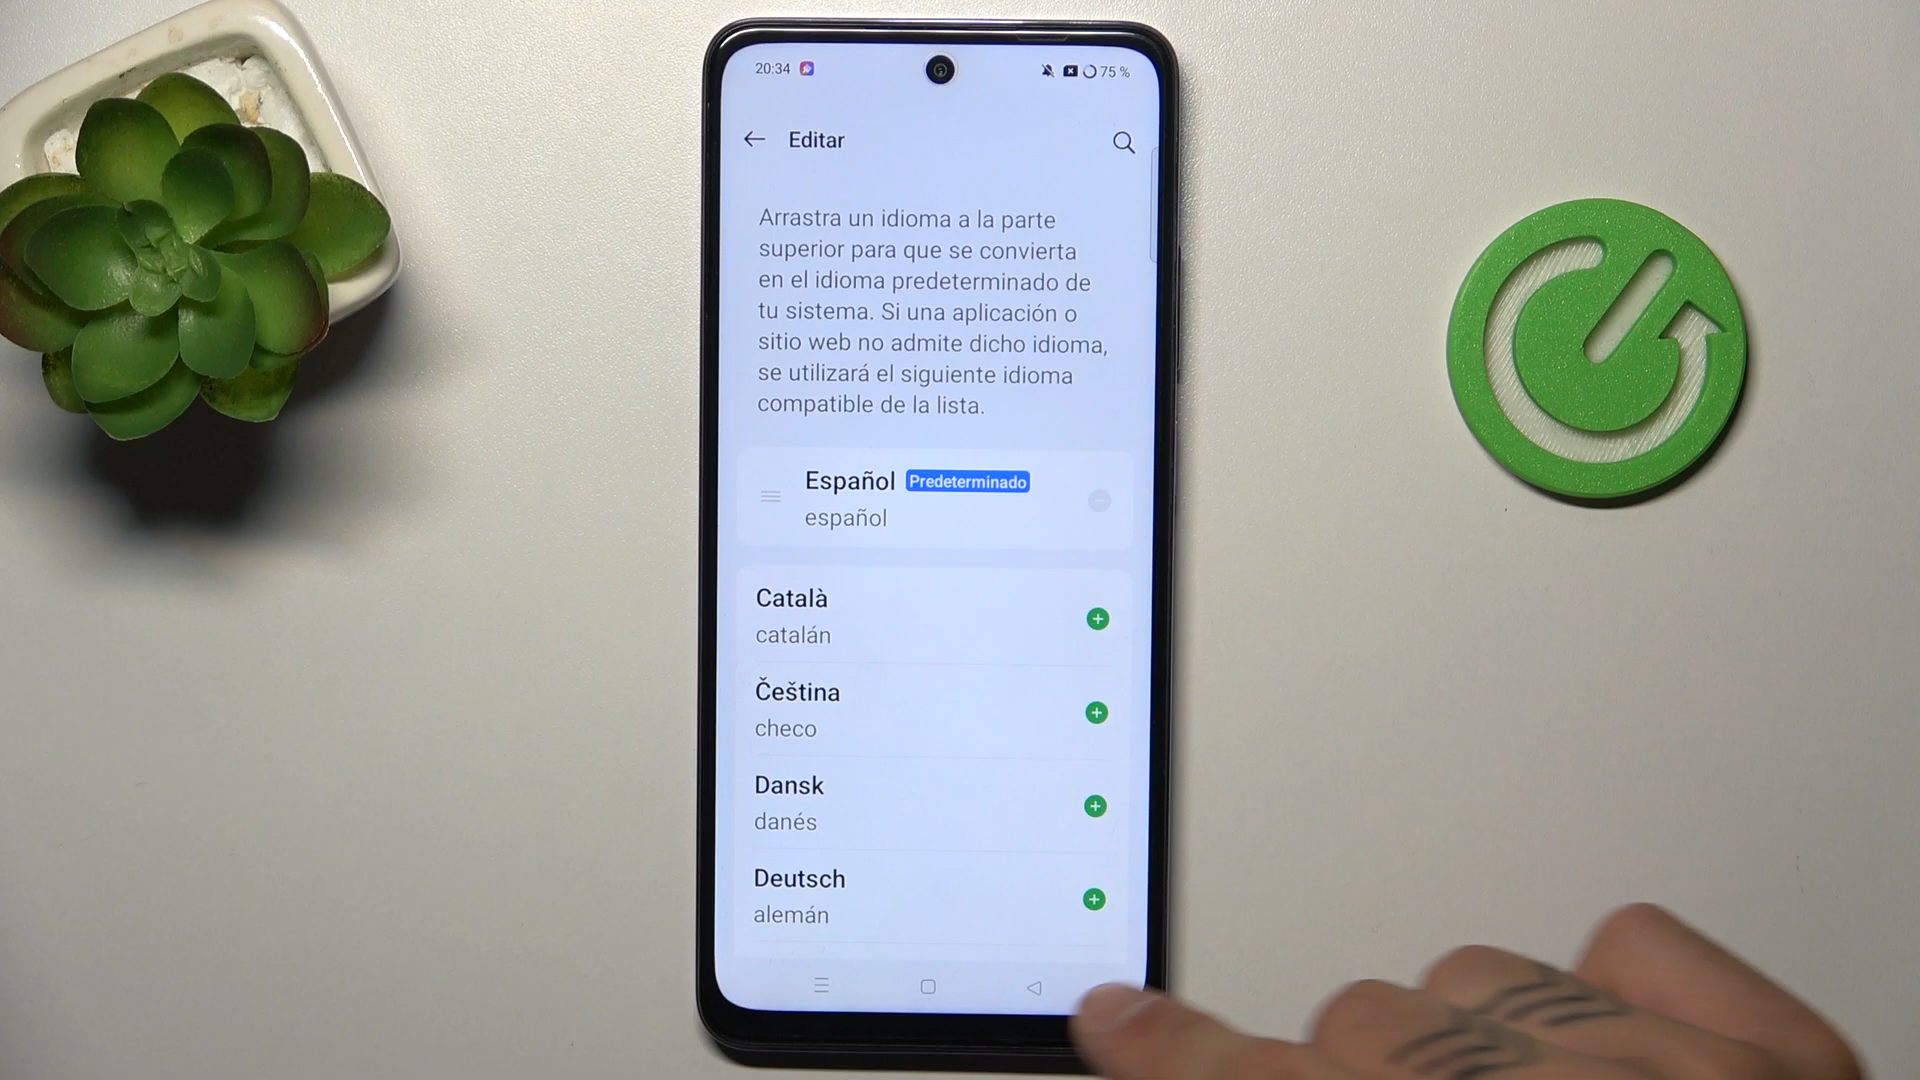 20:34
75 %
Editar
Arrastra un idioma a la parte
superior para que se convierta
en el idioma predeterminado de
tu sistema. Si una aplicación o
sitio web no admite dicho idioma,
se utilizará el siguiente idioma
compatible de la lista.
Español Predeterminado
español
Català
catalán
Čeština
checo
Dansk
danés
Deutsch
alemán